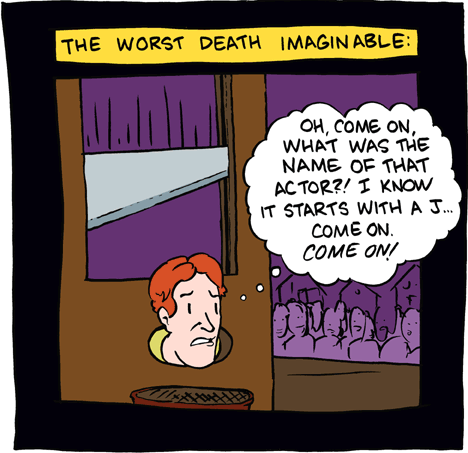 THE WORST DEATH IMAGINABLE:
OH, COME ON,
WHAT WAS THE
NAME OF THAT
ACTOR?! I KNOW
IT STARTS WITH A J...
COME ON.
COME ON!